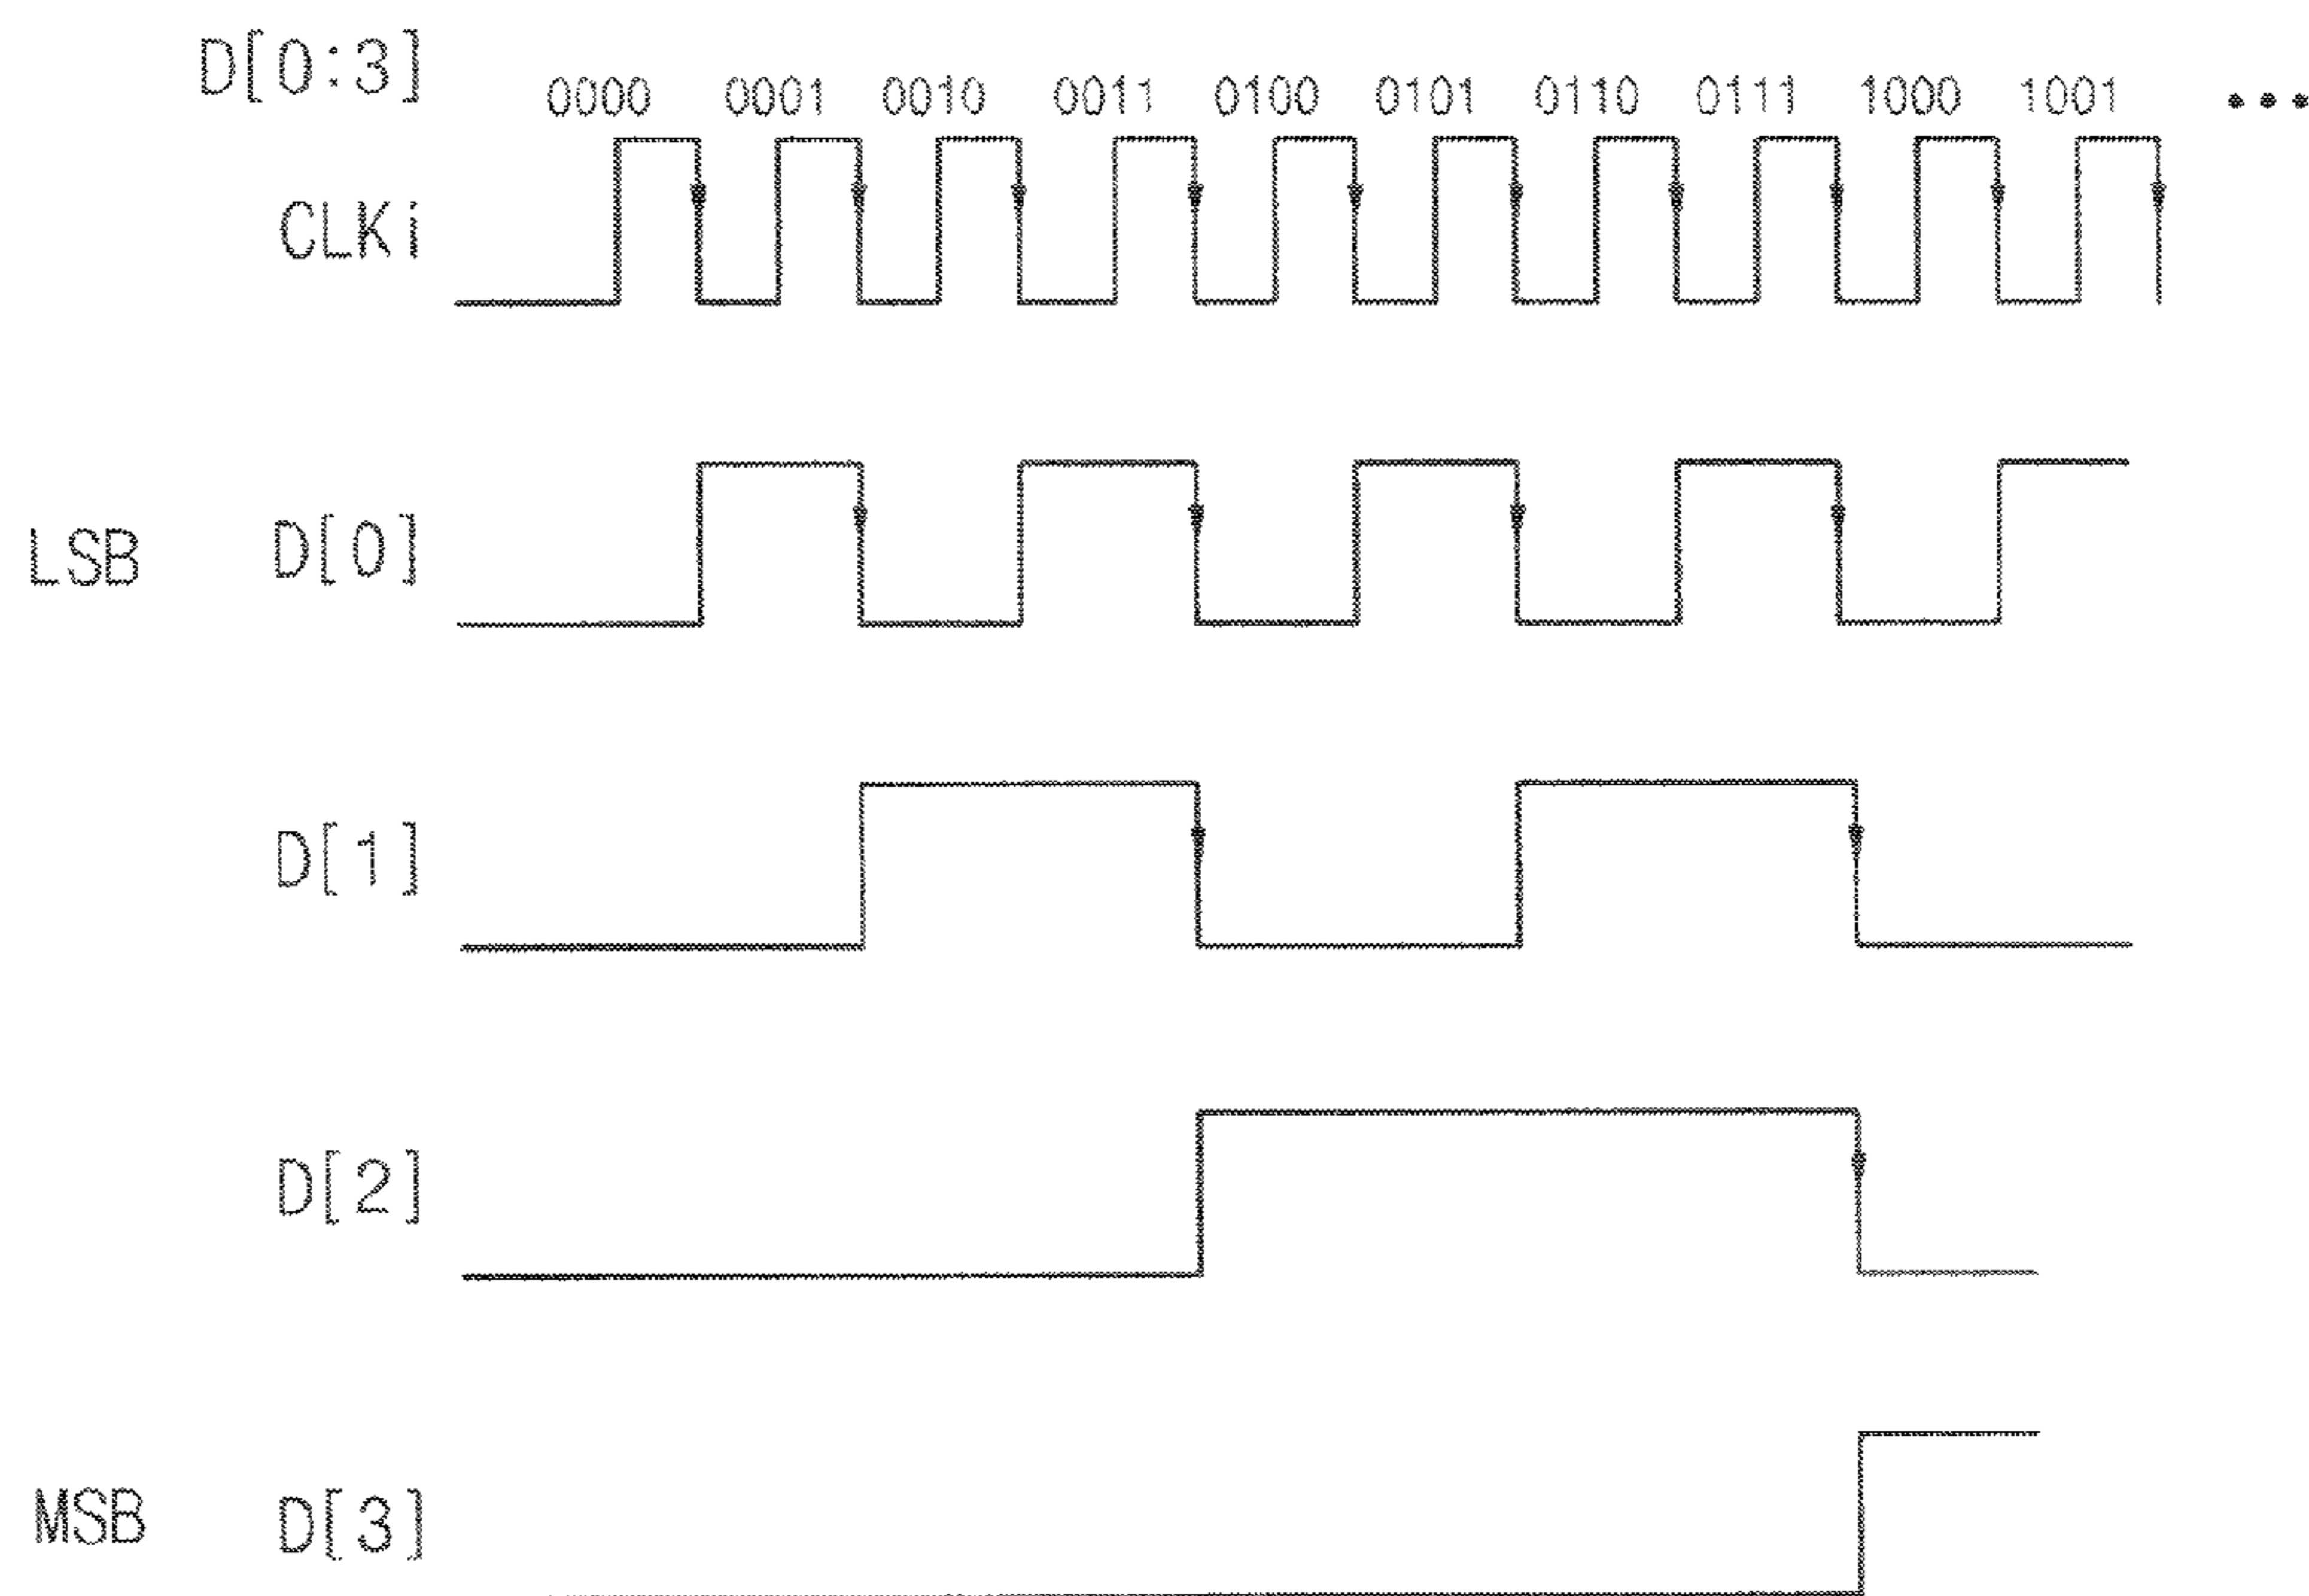 D[0:3] 0000 0001 0010 0011 0100 0101 0110 0111 1000 1001 •••
CLKi
LSB D[0]
D[1]
D[2]
MSB D[3]